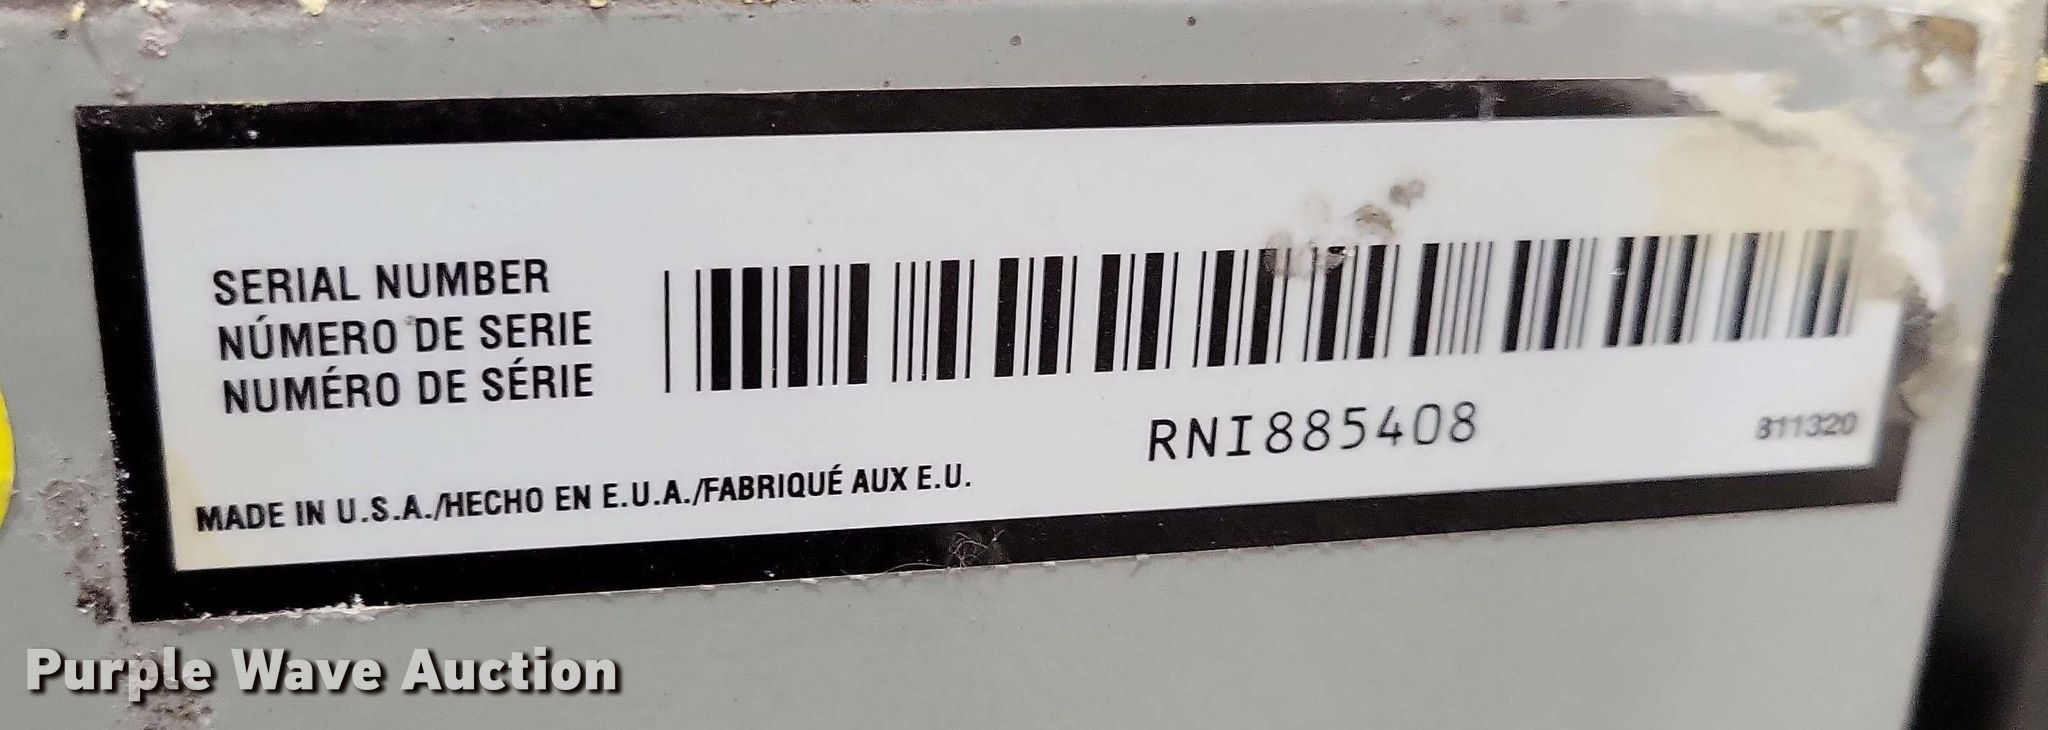 SERIAL NUMBER
NÚMERO DE SERIE
NUMÉRO DE SÉRIE
RNI885408
811320
MADE IN U.S.A./HECHO EN E.U.A./FABRIQUÉ AUX E.U.
Purple Wave Auction